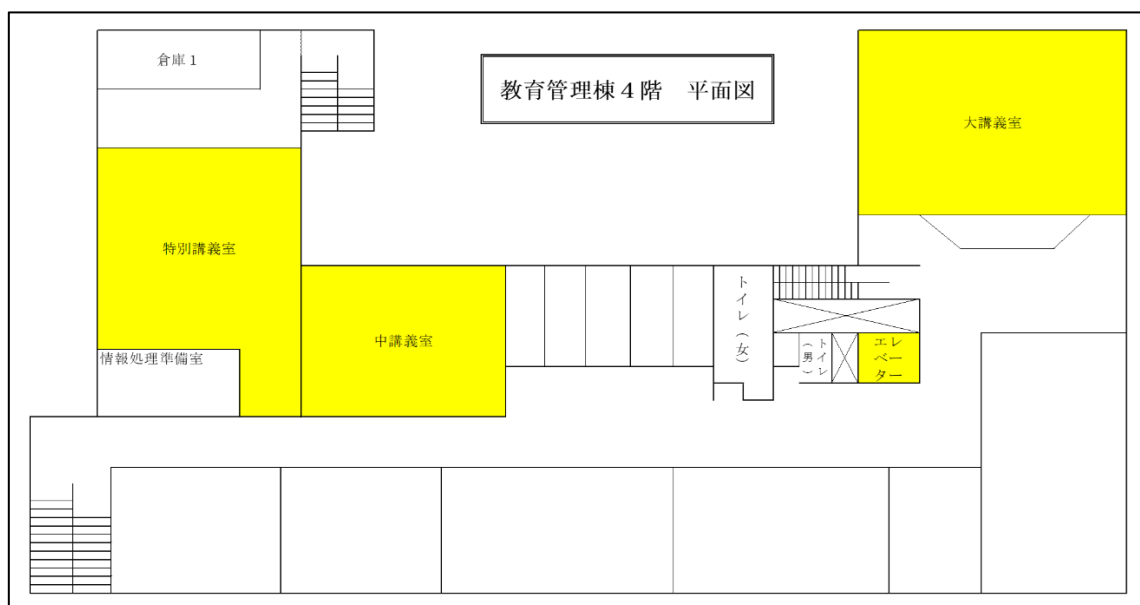 倉庫１
教育管理棟４階　平面図
大講義室
特別講義室
中講義室
トイレ（女）
情報処理準備室
トイレ
（男）
エレ
ベー
ター